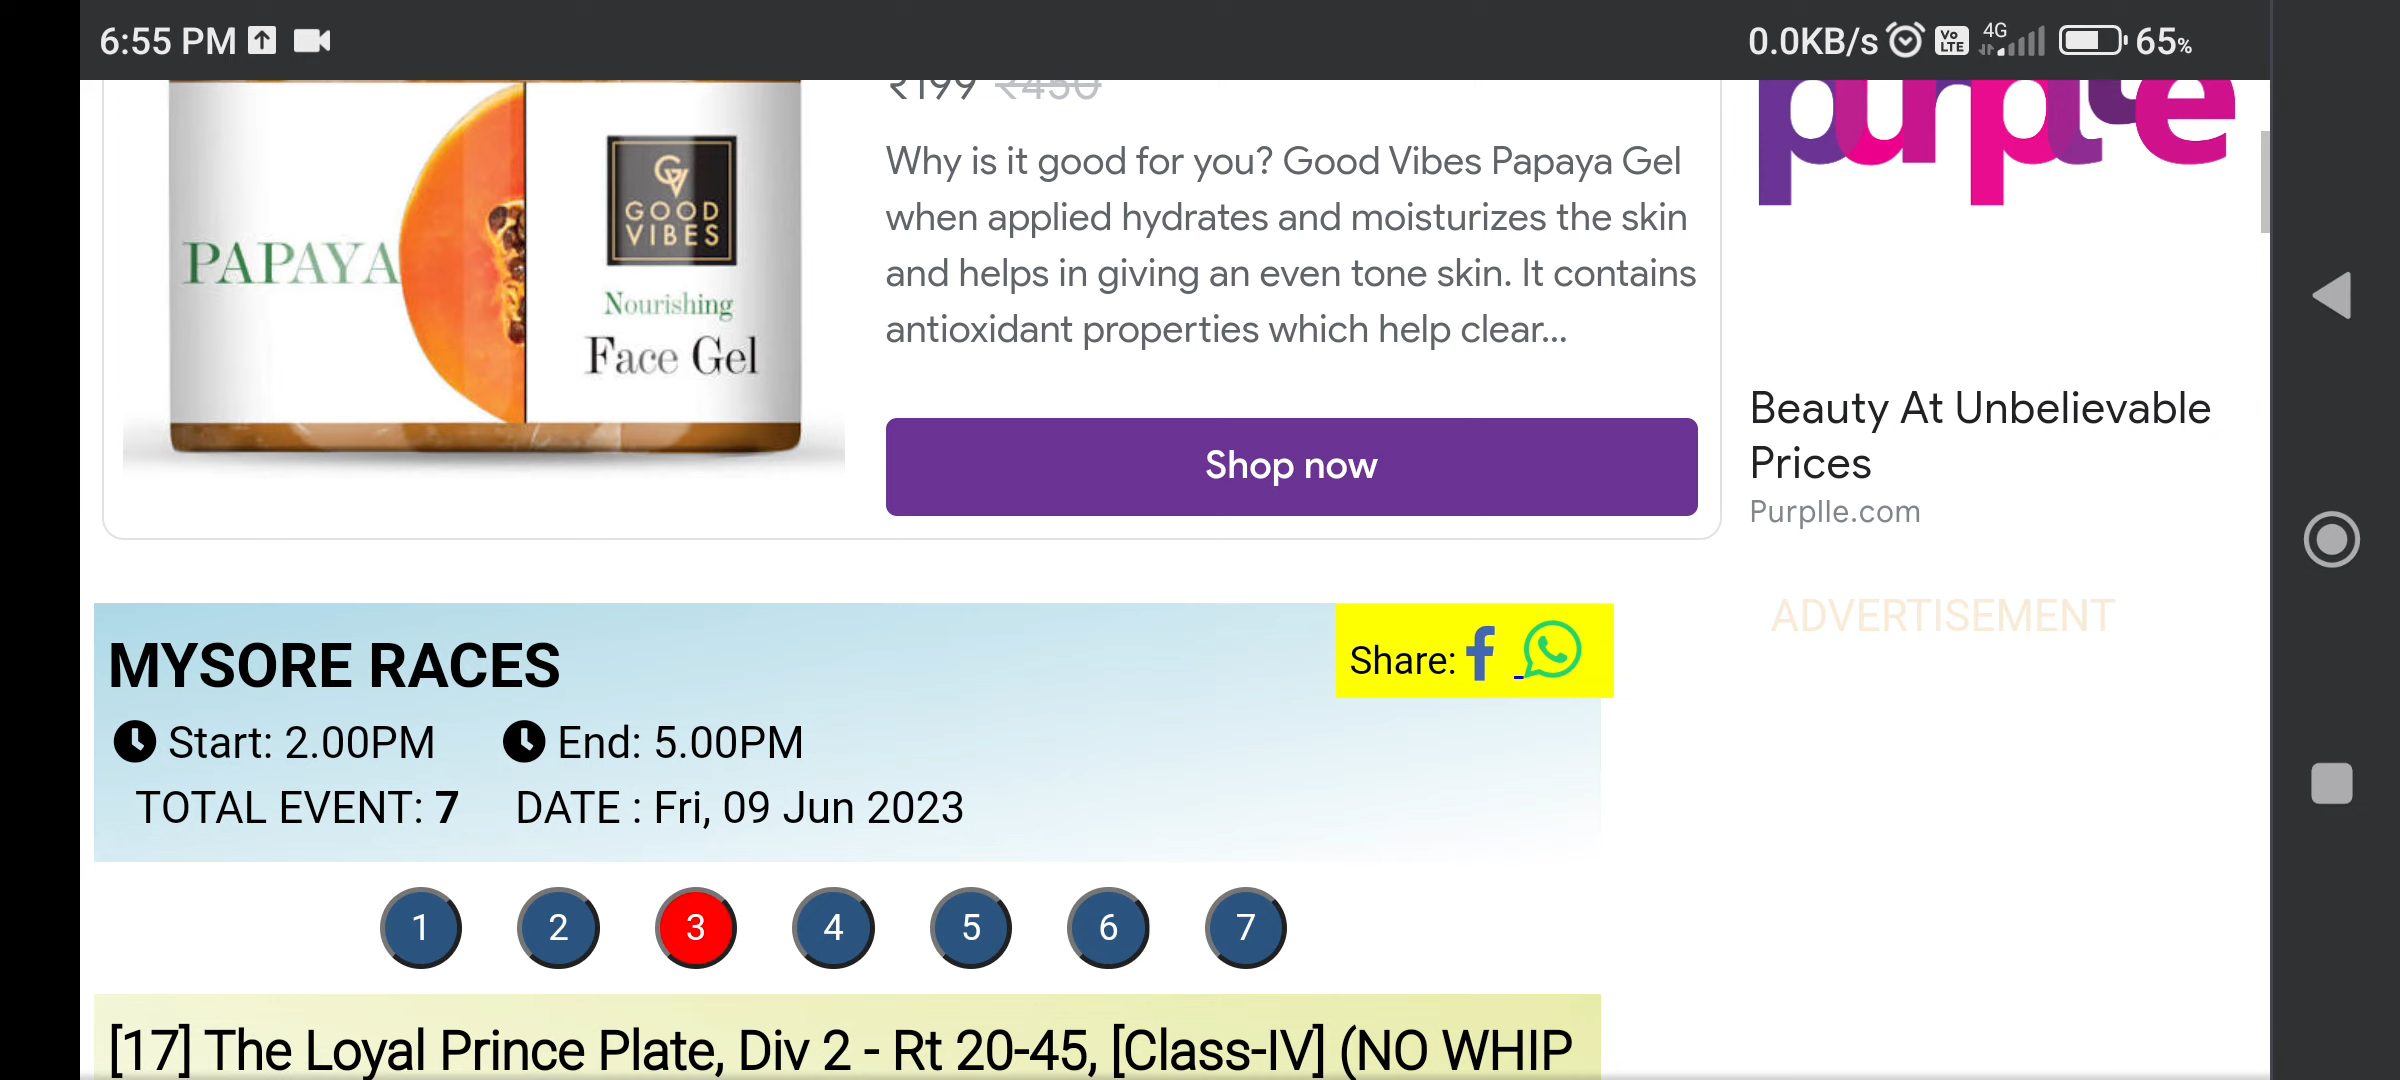 6:55 PM
0.0KB/s
Vo LTE
4G
65%
₹199 ₹450
purplle
PAPAYA
GV
GOOD
VIBES
Nourishing
Face Gel
Why is it good for you? Good Vibes Papaya Gel
when applied hydrates and moisturizes the skin
and helps in giving an even tone skin. It contains
antioxidant properties which help clear...
Shop now
Beauty At Unbelievable
Prices
Purplle.com
ADVERTISEMENT
MYSORE RACES
Share:
Start: 2.00PM End: 5.00PM
TOTAL EVENT: 7 DATE : Fri, 09 Jun 2023
1 2 3 4 5 6 7
[17] The Loyal Prince Plate, Div 2 - Rt 20-45, [Class-IV] (NO WHIP